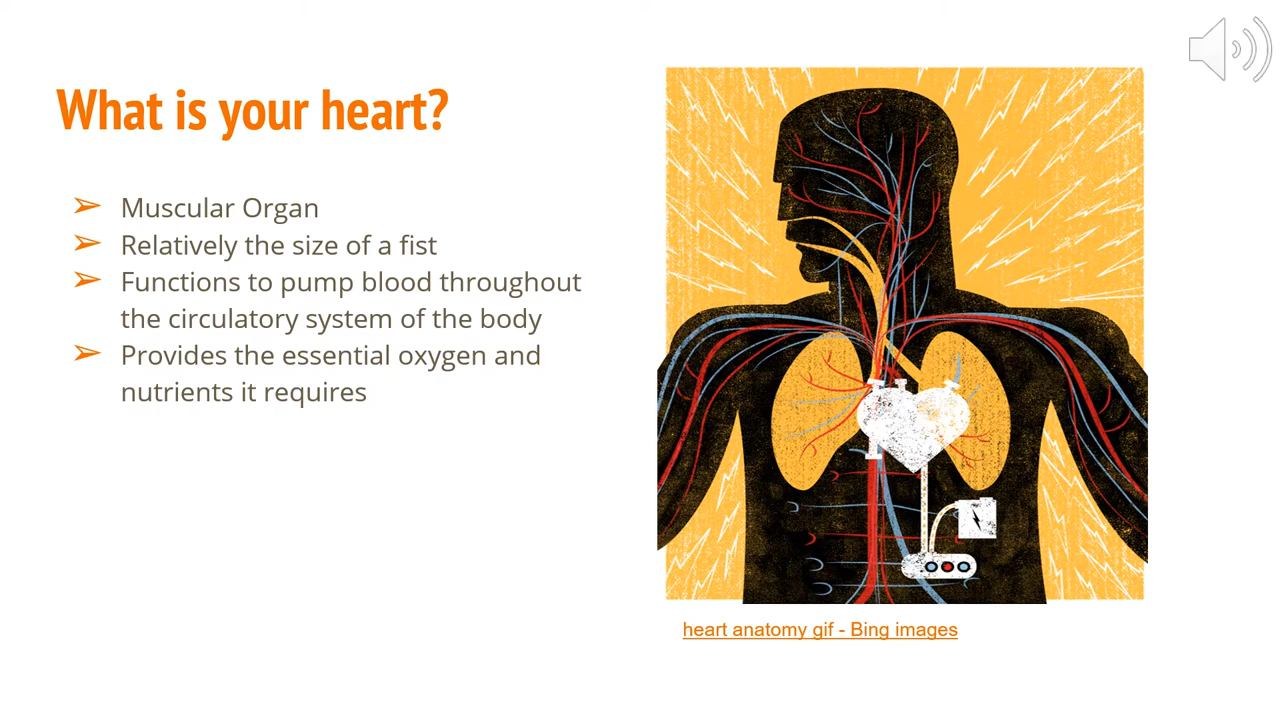 What is your heart?
➢ Muscular Organ
➢ Relatively the size of a fist
➢ Functions to pump blood throughout
the circulatory system of the body
➢ Provides the essential oxygen and
nutrients it requires
heart anatomy gif - Bing images